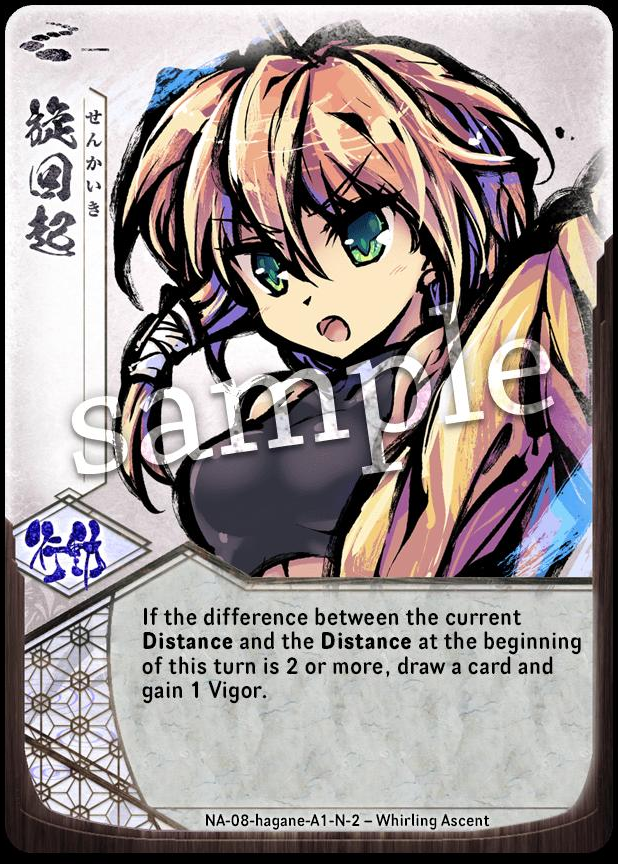 旋回起
せんかいき
sample
行動
If the difference between the current
Distance and the Distance at the beginning
of this turn is 2 or more, draw a card and
gain 1 Vigor.
NA-08-hagane-A1-N-2 – Whirling Ascent